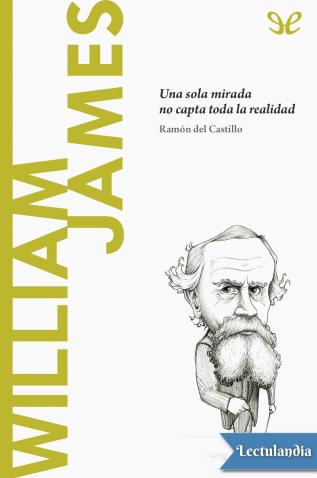 WILLIAM
JAMES
Una sola mirada
no capta toda la realidad
Ramón del Castillo
Lectulandia